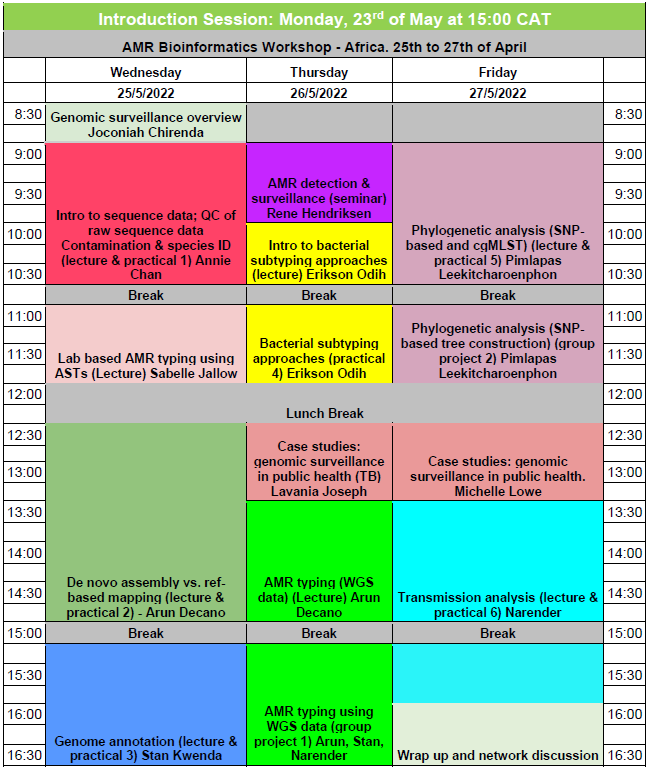 Introduction Session: Monday, 23rd of May at 15:00 CAT
AMR Bioinformatics Workshop - Africa. 25th to 27th of April
Wednesday Thursday Friday
25/5/2022 26/5/2022 27/5/2022
8:30 8:30
Genomic surveillance overview
Joconiah Chirenda
9:00 9:00
9:30 9:30
10:00 10:00
10:30 10:30
Intro to sequence data; QC of
raw sequence data
Contamination & species ID
(lecture & practical 1) Annie
Chan
AMR detection &
surveillance (seminar)
Rene Hendriksen
Intro to bacterial
subtyping approaches
(lecture) Erikson Odih
Phylogenetic analysis (SNP-
based and cgMLST) (lecture &
practical 5) Pimlapas
Leekitcharoenphon
Break Break Break
11:00 11:00
11:30 11:30
Lab based AMR typing using
ASTs (Lecture) Sabelle Jallow
Bacterial subtyping
approaches (practical
4) Erikson Odih
Phylogenetic analysis (SNP-
based tree construction) (group
project 2) Pimlapas
Leekitcharoenphon
12:00 12:00
Lunch Break
12:30 12:30
13:00 13:00
13:30 13:30
14:00 14:00
14:30 14:30
De novo assembly vs. ref-
based mapping (lecture &
practical 2) - Arun Decano
Case studies:
genomic surveillance
in public health (TB)
Lavania Joseph
Case studies: genomic
surveillance in public health.
Michelle Lowe
AMR typing (WGS
data) (Lecture) Arun
Decano
Transmission analysis (lecture &
practical 6) Narender
15:00 Break Break Break 15:00
15:30 15:30
16:00 16:00
16:30 16:30
Genome annotation (lecture &
practical 3) Stan Kwenda
AMR typing using
WGS data (group
project 1) Arun, Stan,
Narender
Wrap up and network discussion